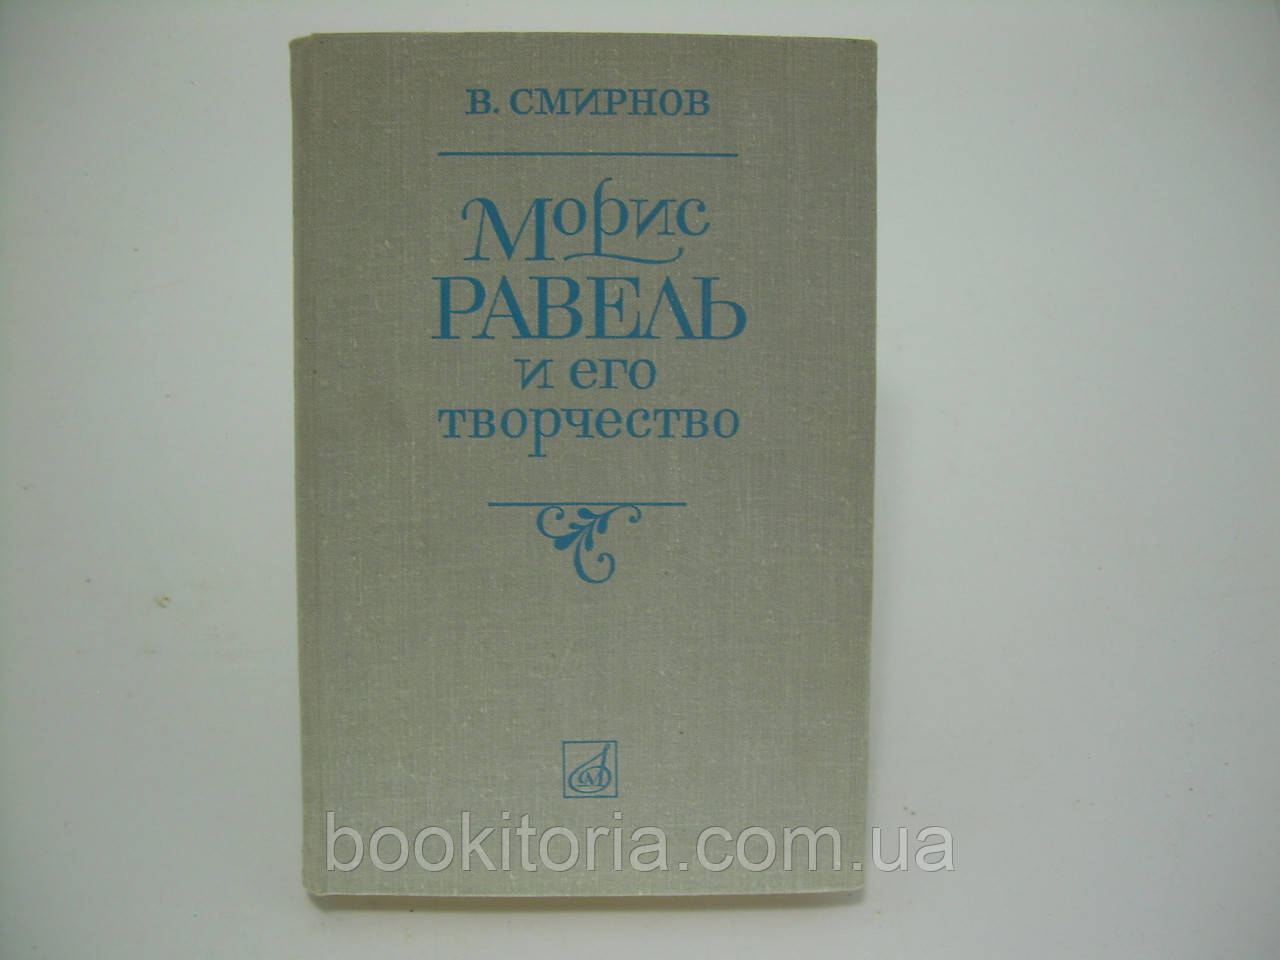 В. СМИРНОВ
Морис
РАВЕЛЬ
и его
творчество
М
bookitoria.com.ua